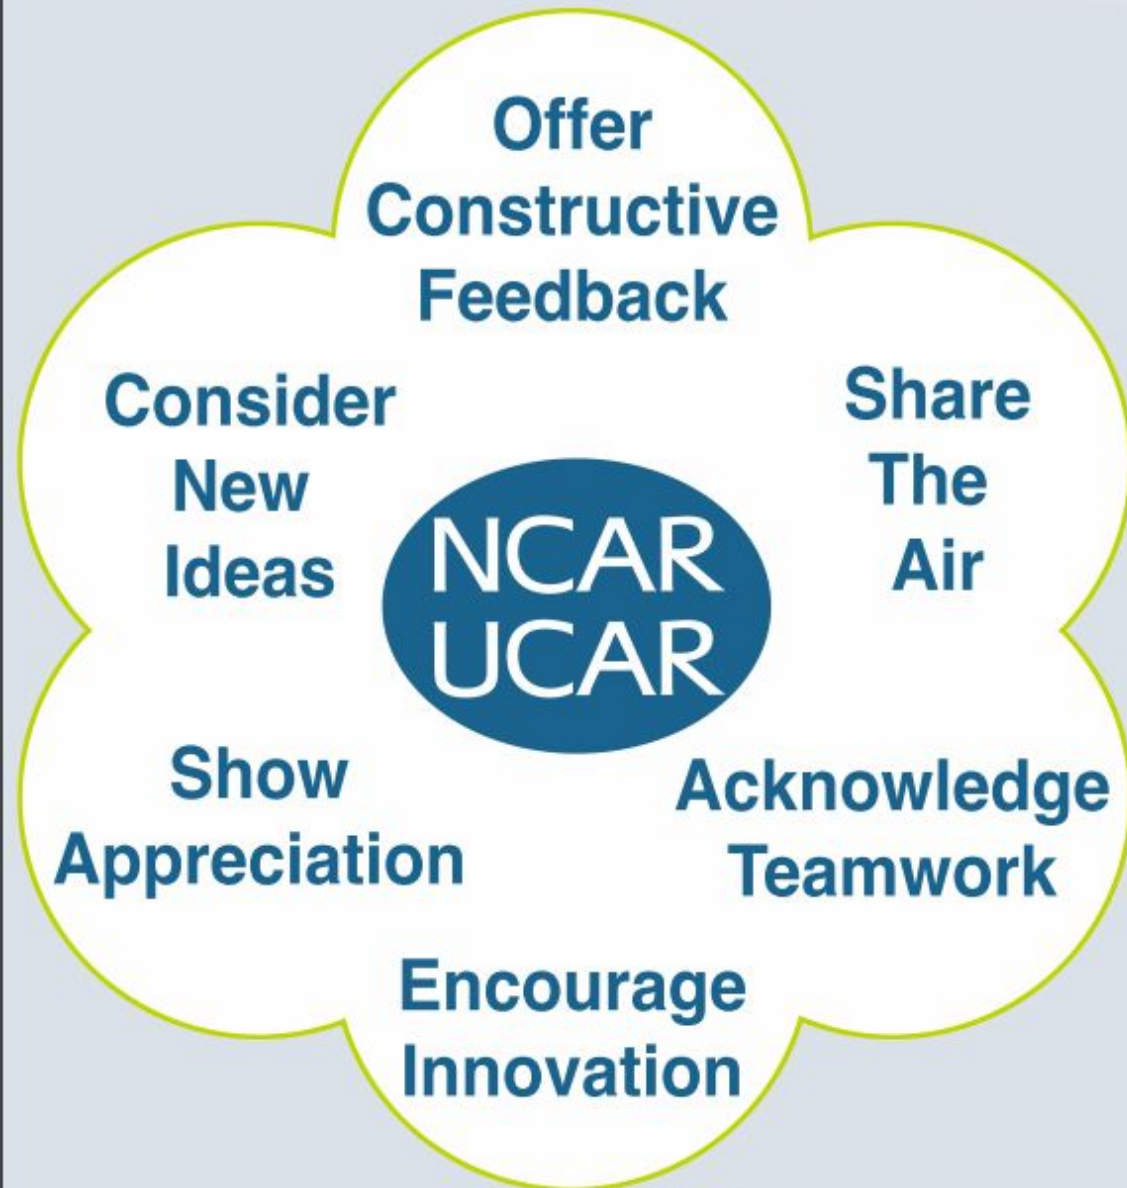 Offer
Constructive
Feedback
Share
The
Air
Acknowledge
Teamwork
Encourage
Innovation
Show
Appreciation
Consider
New
Ideas
NCAR
UCAR